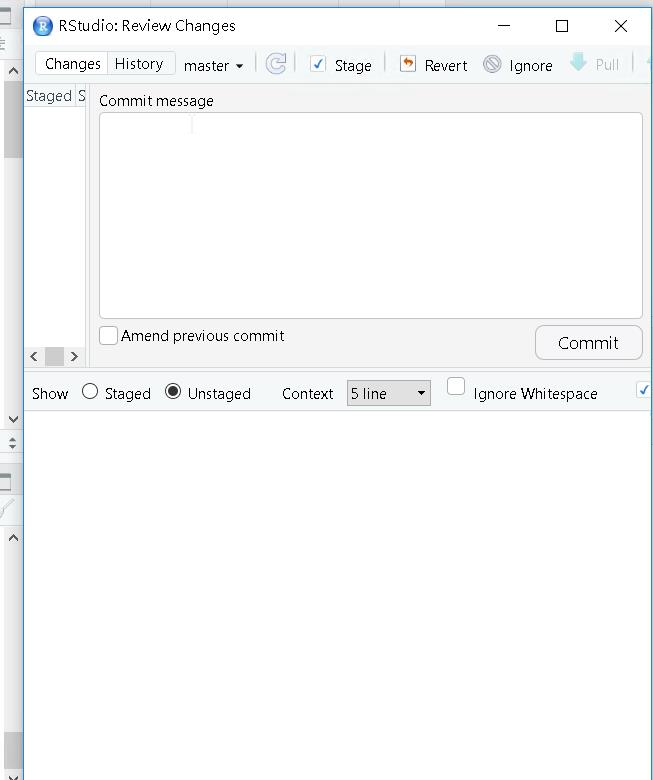 RStudio: Review Changes
Changes History master Stage Revert Ignore Pull
Staged S
Commit message
Amend previous commit
Commit
Show Staged Unstaged Context 5 line Ignore Whitespace